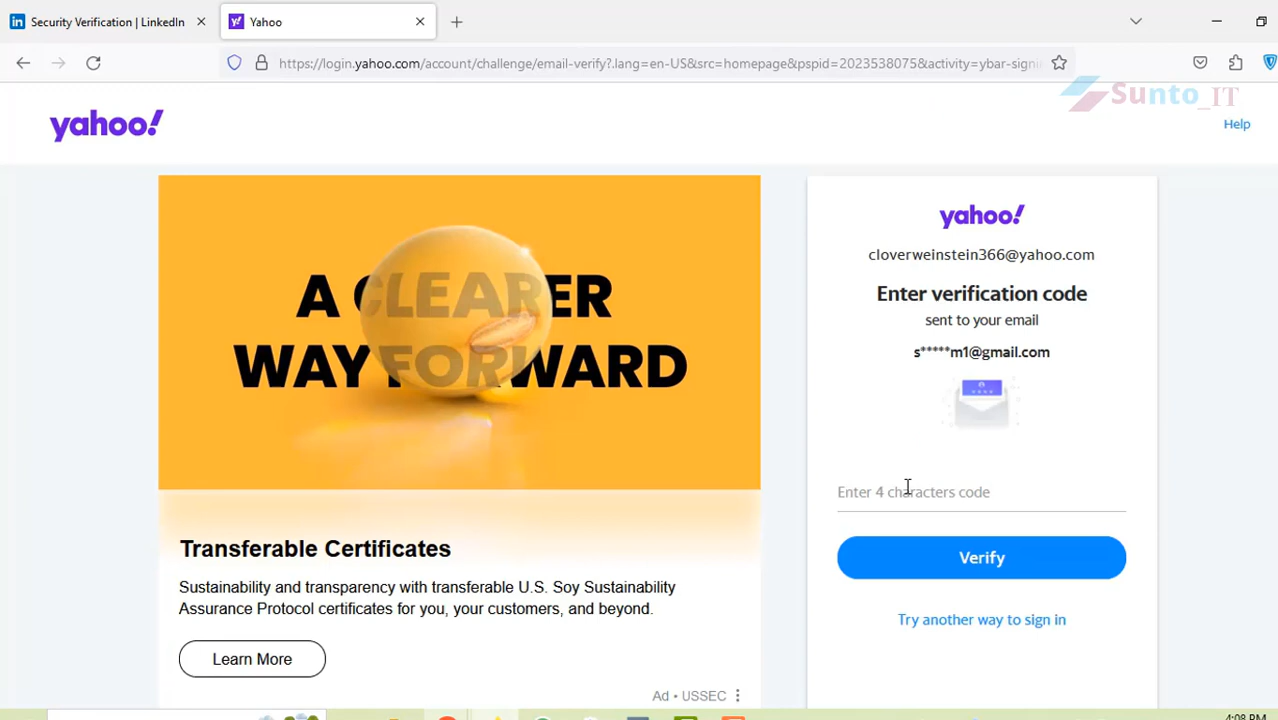 Security Verification | LinkedIn
Yahoo
https://login.yahoo.com/account/challenge/email-verify?.lang=en-US&src=homepage&pspid=2023538075&activity=ybar-signi
Sunto_IT
yahoo!
Help
A CLEARER
WAY FORWARD
Transferable Certificates
Sustainability and transparency with transferable U.S. Soy Sustainability
Assurance Protocol certificates for you, your customers, and beyond.
Learn More
Ad • USSEC
yahoo!
cloverweinstein366@yahoo.com
Enter verification code
sent to your email
s*****m1@gmail.com
Enter 4 characters code
Verify
Try another way to sign in
4:08 PM